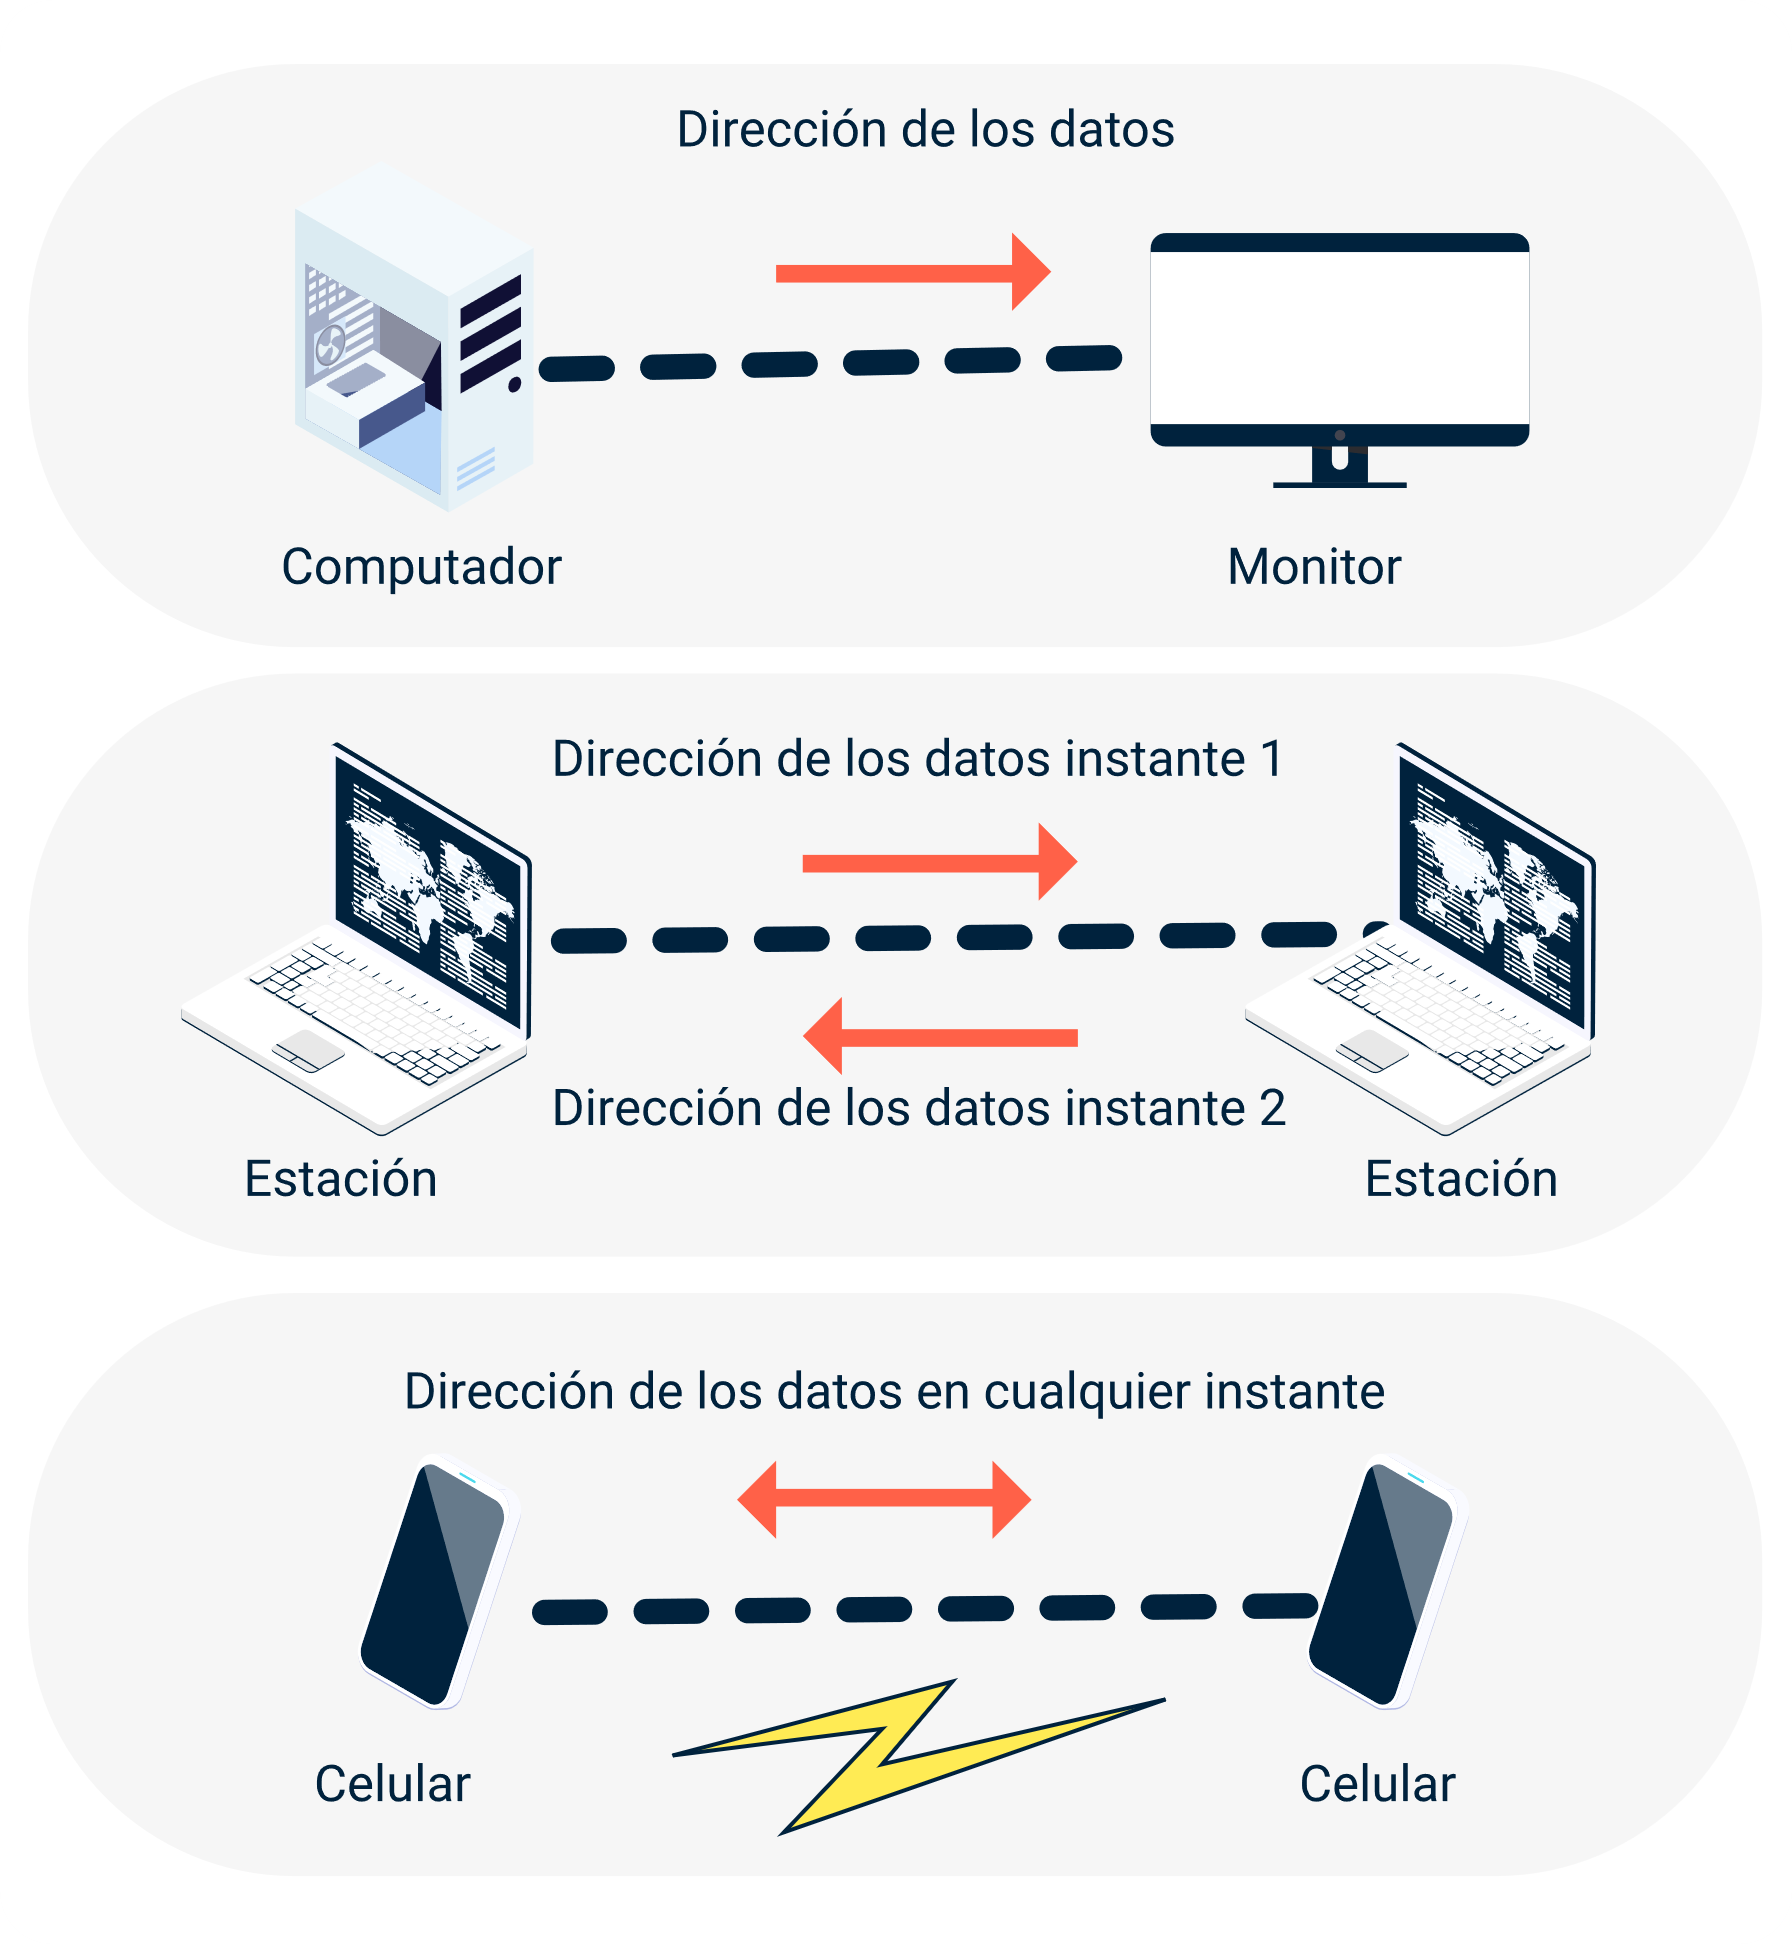 Dirección de los datos
Computador
Monitor
Dirección de los datos instante 1
Dirección de los datos instante 2
Estación
Estación
Dirección de los datos en cualquier instante
Celular
Celular